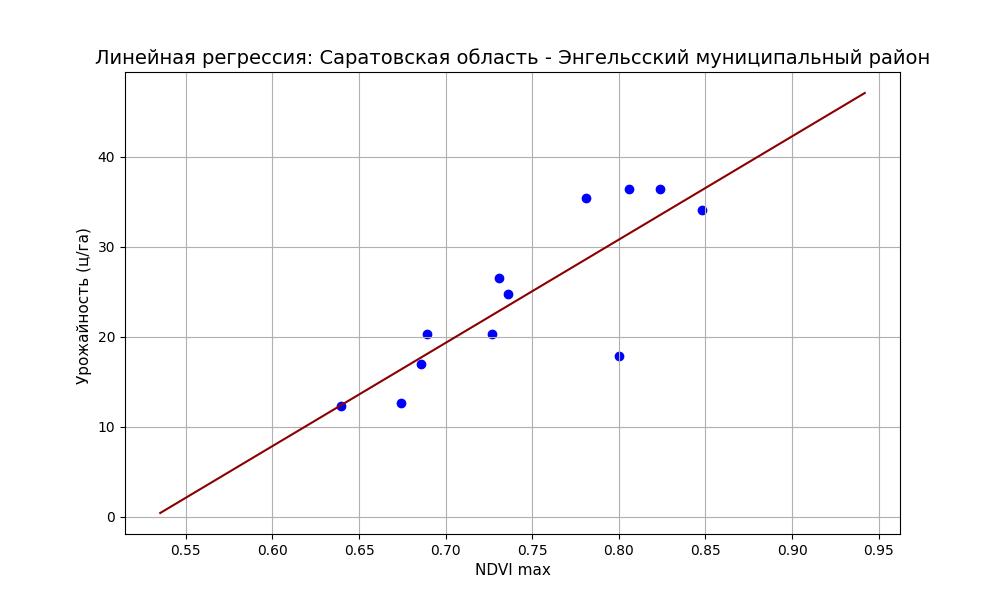 Линейная регрессия: Саратовская область - Энгельсский муниципальный район
Урожайность (ц/га)
40
30
20
10
0
0.55 0.60 0.65 0.70 0.75 0.80 0.85 0.90 0.95
NDVI max